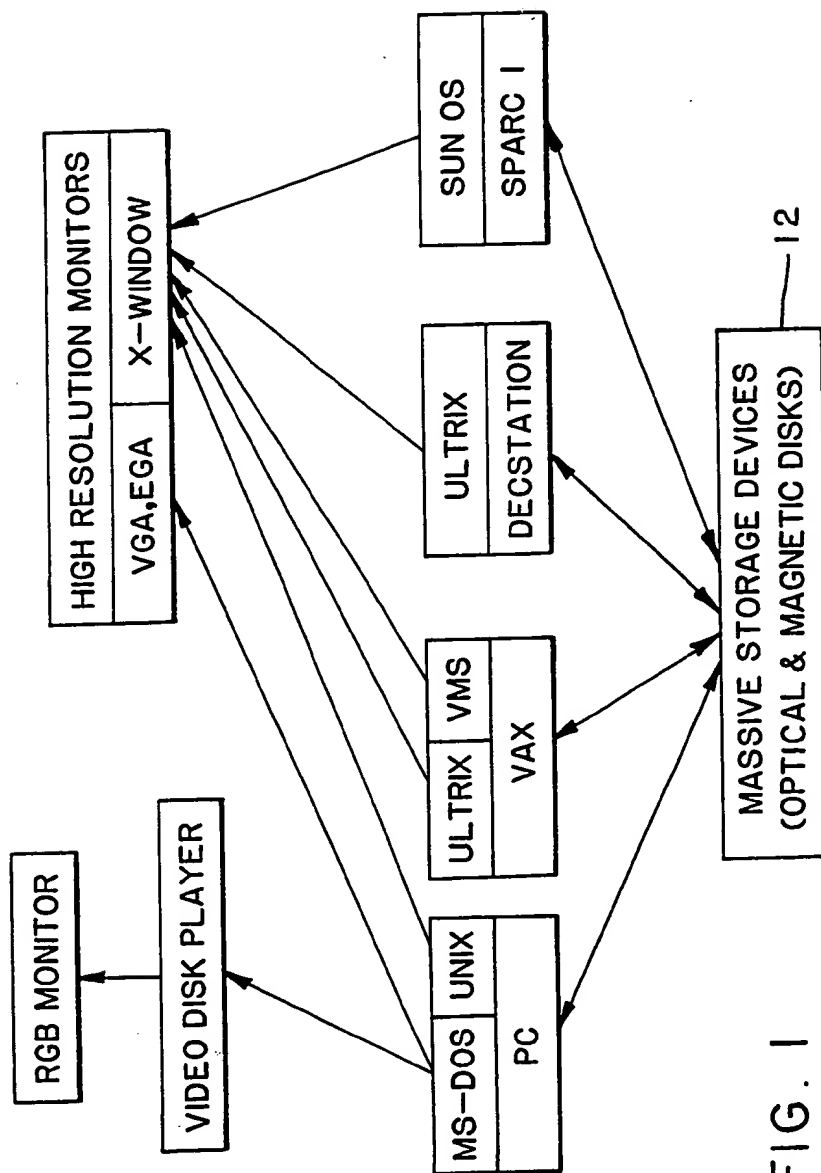 RGB MONITOR
VIDEO DISK PLAYER
HIGH RESOLUTION MONITORS
VGA,EGA
X-WINDOW
MS-DOS
UNIX
PC
ULTRIX
VMS
VAX
ULTRIX
DECSTATION
SUN OS
SPARC I
MASSIVE STORAGE DEVICES
(OPTICAL & MAGNETIC DISKS)
12
FIG. 1